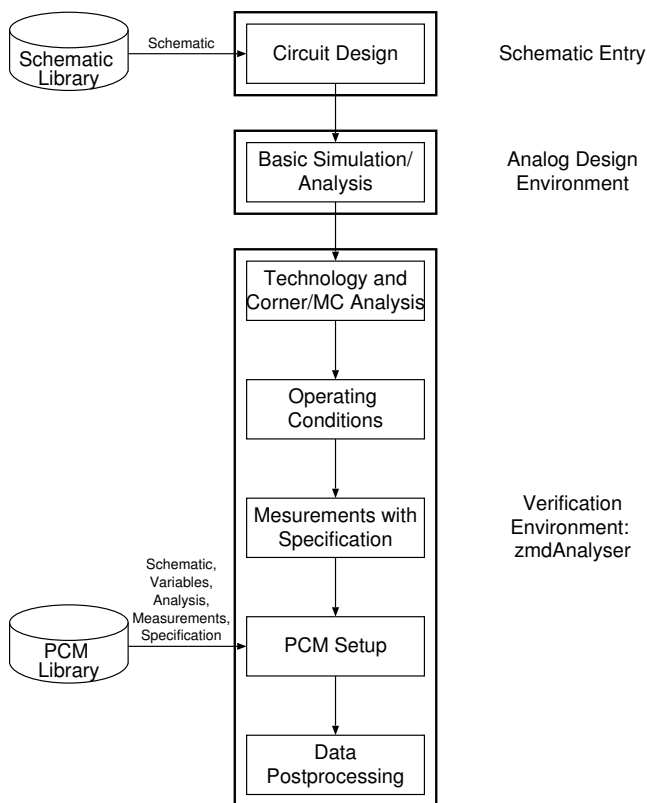 Schematic
Library
Schematic
Circuit Design
Schematic Entry
Basic Simulation/
Analysis
Analog Design
Environment
Technology and
Corner/MC Analysis
Operating
Conditions
Mesurements with
Specification
Verification
Environment:
zmdAnalyser
Schematic,
Variables,
Analysis,
Measurements,
Specification
PCM
Library
PCM Setup
Data
Postprocessing